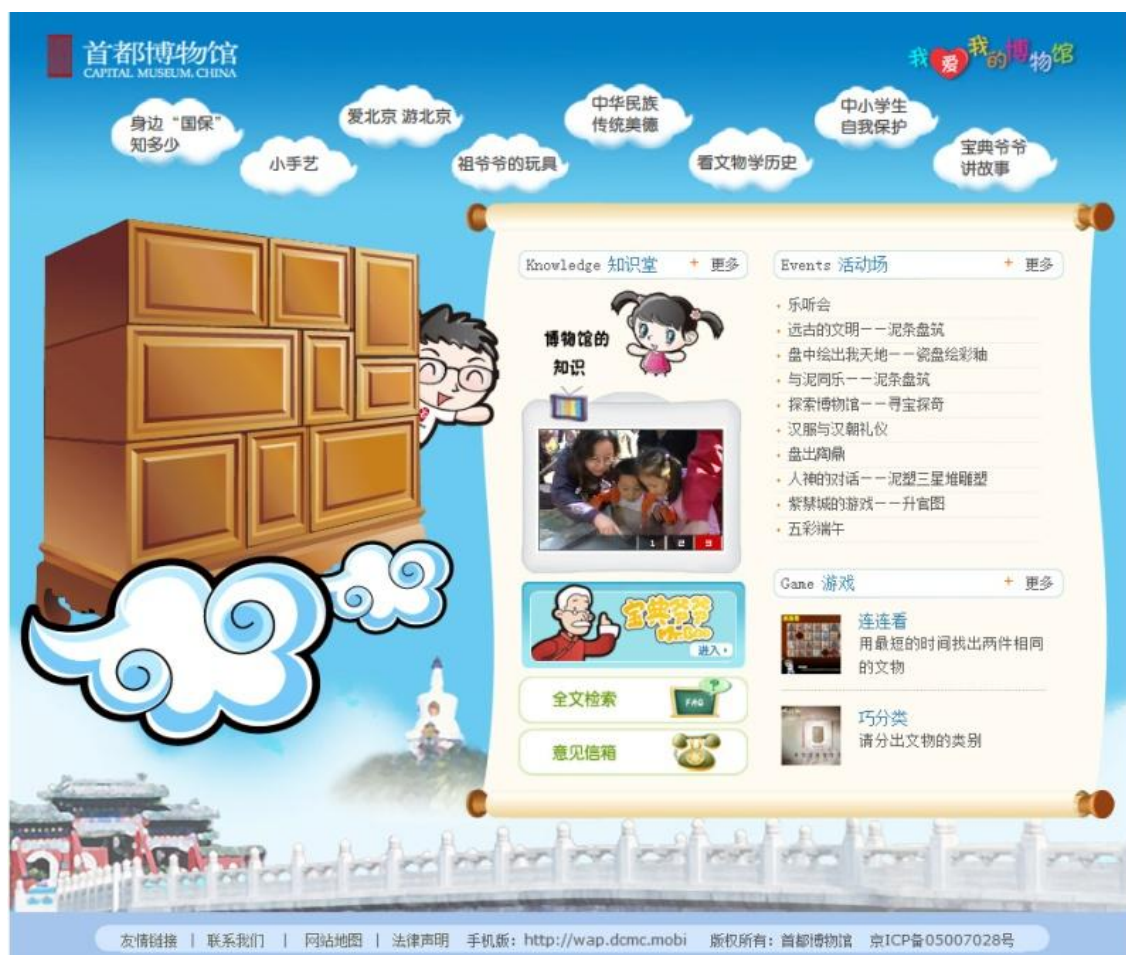 首都博物馆
CAPITAL MUSEUM. CHINA
我爱我的博物馆
身边“国保”
知多少
小手艺
爱北京 游北京
祖爷爷的玩具
中华民族
传统美德
看文物学历史
中小学生
自我保护
宝典爷爷
讲故事
Knowledge 知识堂 + 更多
博物馆的
知识
1 2 3
宝典爷爷
进入
全文检索
FAQ
意见信箱
Events 活动场 + 更多
乐听会
远古的文明——泥条盘筑
盘中绘出我天地——瓷盘绘彩釉
与泥同乐——泥条盘筑
探索博物馆——寻宝探奇
汉服与汉朝礼仪
盘出陶鼎
人神的对话——泥塑三星堆雕塑
紫禁城的游戏——升官图
五彩端午
Game 游戏 + 更多
连连看
用最短的时间找出两件相同
的文物
巧分类
请分出文物的类别
友情链接 | 联系我们 | 网站地图 | 法律声明 手机版：http://wap.dcmc.mobi 版权所有：首都博物馆 京ICP备05007028号